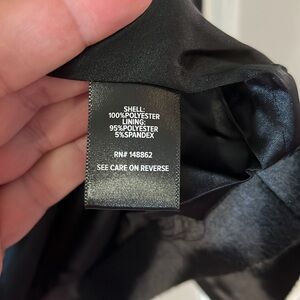 SHELL:
100%POLYESTER
LINING:
95%POLYESTER
5%SPANDEX
RN# 148862
SEE CARE ON REVERSE